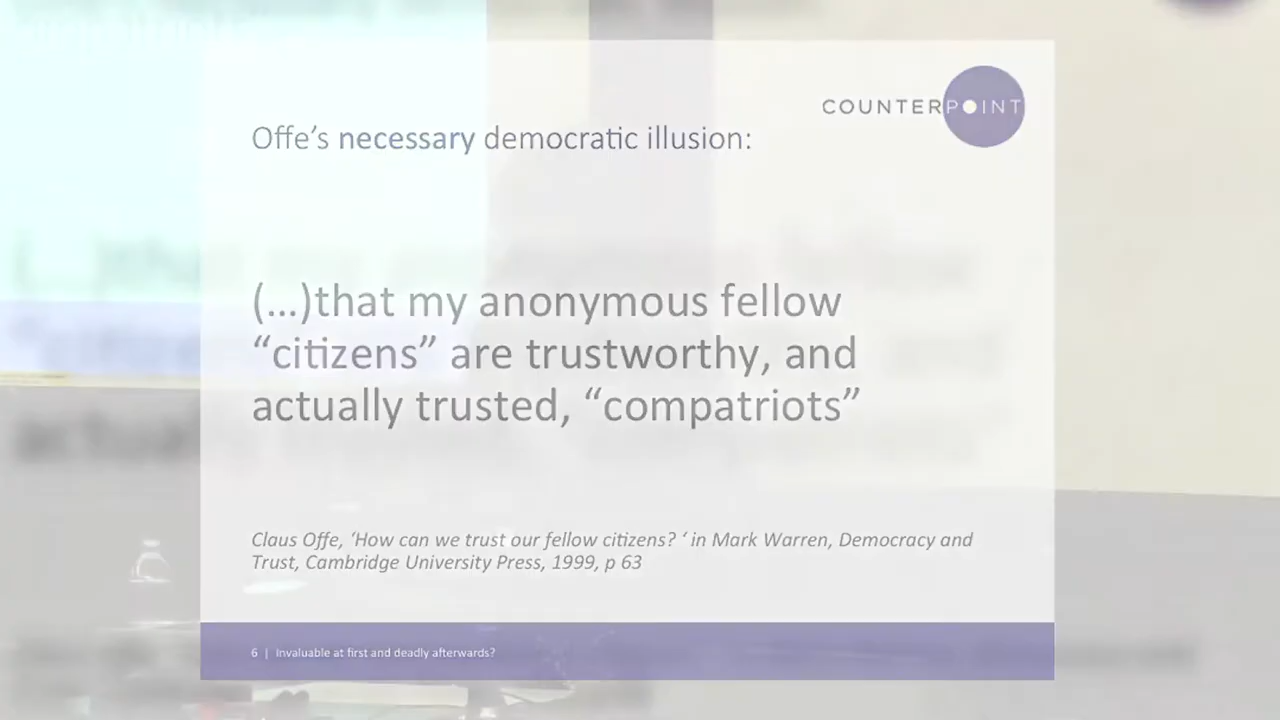 COUNTERPOINT
Offe's necessary democratic illusion:
(...)that my anonymous fellow
“citizens” are trustworthy, and
actually trusted, “compatriots”
Claus Offe, ‘How can we trust our fellow citizens? ‘ in Mark Warren, Democracy and
Trust, Cambridge University Press, 1999, p 63
6 | Invaluable at first and deadly afterwards?